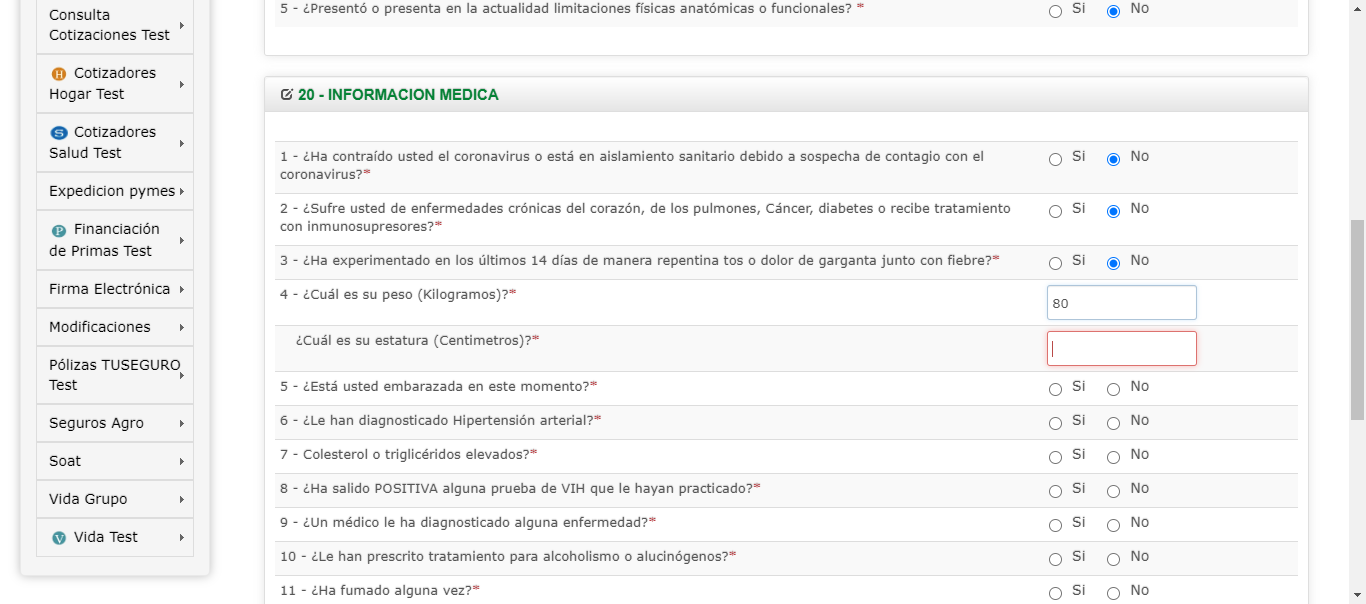 Consulta
Cotizaciones Test
H Cotizadores
Hogar Test
S Cotizadores
Salud Test
Expedicion pymes
P Financiación
de Primas Test
Firma Electrónica
Modificaciones
Pólizas TUSEGURO
Test
Seguros Agro
Soat
Vida Grupo
V Vida Test
5 - ¿Presentó o presenta en la actualidad limitaciones físicas anatómicas o funcionales? * Si No
20 - INFORMACION MEDICA
1 - ¿Ha contraído usted el coronavirus o está en aislamiento sanitario debido a sospecha de contagio con el Si No
coronavirus?*
2 - ¿Sufre usted de enfermedades crónicas del corazón, de los pulmones, Cáncer, diabetes o recibe tratamiento Si No
con inmunosupresores?*
3 - ¿Ha experimentado en los últimos 14 días de manera repentina tos o dolor de garganta junto con fiebre?* Si No
4 - ¿Cuál es su peso (Kilogramos)?* 80
¿Cuál es su estatura (Centimetros)?*
5 - ¿Está usted embarazada en este momento?* Si No
6 - ¿Le han diagnosticado Hipertensión arterial?* Si No
7 - Colesterol o triglicéridos elevados?* Si No
8 - ¿Ha salido POSITIVA alguna prueba de VIH que le hayan practicado?* Si No
9 - ¿Un médico le ha diagnosticado alguna enfermedad?* Si No
10 - ¿Le han prescrito tratamiento para alcoholismo o alucinógenos?* Si No
11 - ¿Ha fumado alguna vez?* Si No